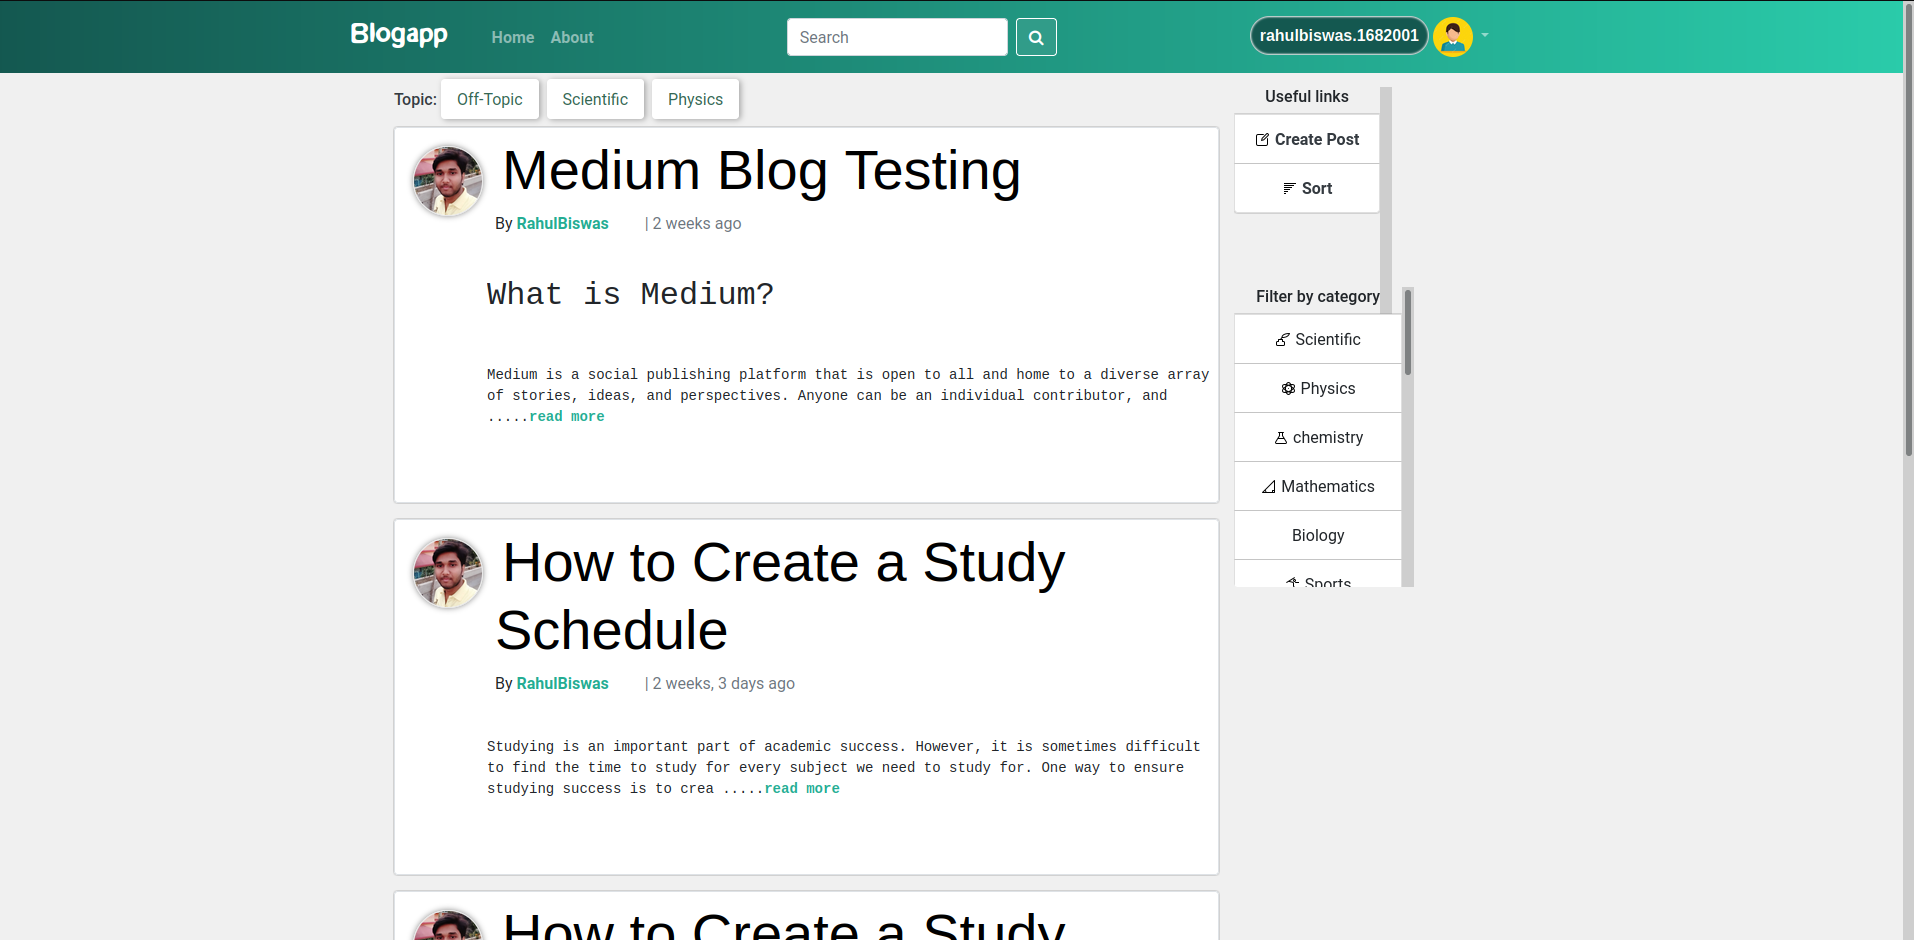 Blogapp Home About Search rahulbiswas.1682001
Topic: Off-Topic Scientific Physics
Medium Blog Testing
By RahulBiswas | 2 weeks ago
What is Medium?
Medium is a social publishing platform that is open to all and home to a diverse array
of stories, ideas, and perspectives. Anyone can be an individual contributor, and
.....read more
How to Create a Study
Schedule
By RahulBiswas | 2 weeks, 3 days ago
Studying is an important part of academic success. However, it is sometimes difficult
to find the time to study for every subject we need to study for. One way to ensure
studying success is to crea .....read more
How to Create a Study
Useful links
Create Post
Sort
Filter by category
Scientific
Physics
chemistry
Mathematics
Biology
Sports